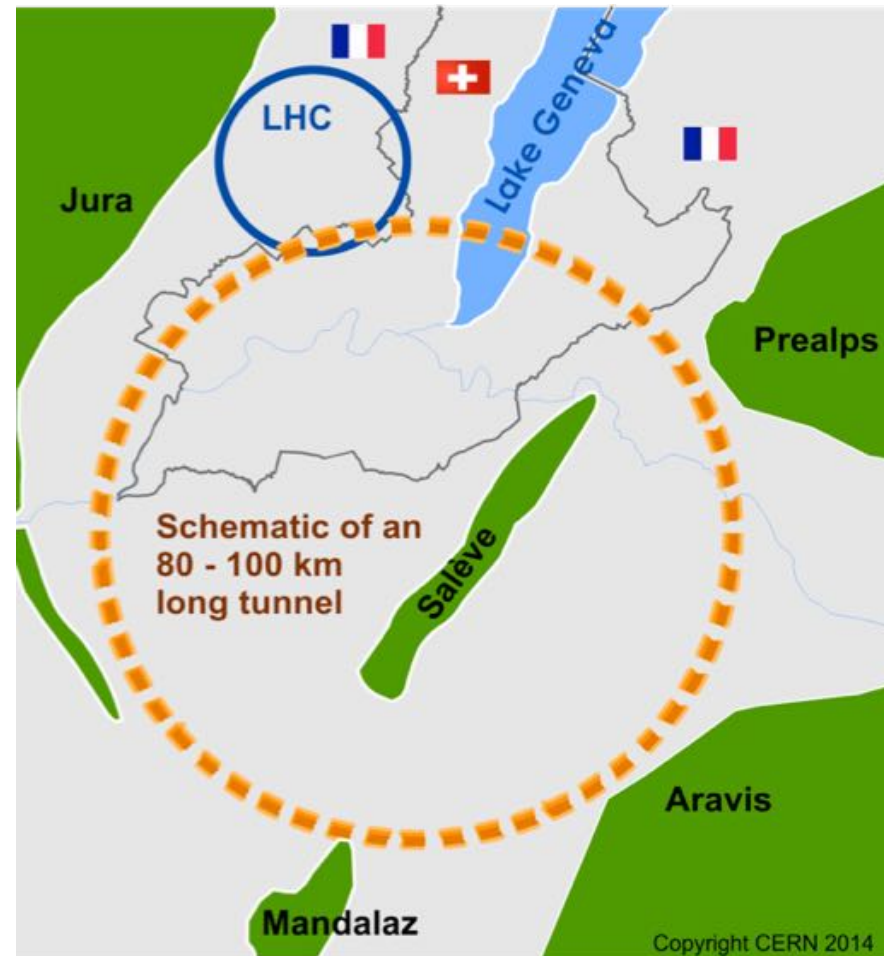 LHC
Lake Geneva
Jura
Prealps
Schematic of an
80 - 100 km
long tunnel
Salève
Aravis
Mandalaz
Copyright CERN 2014